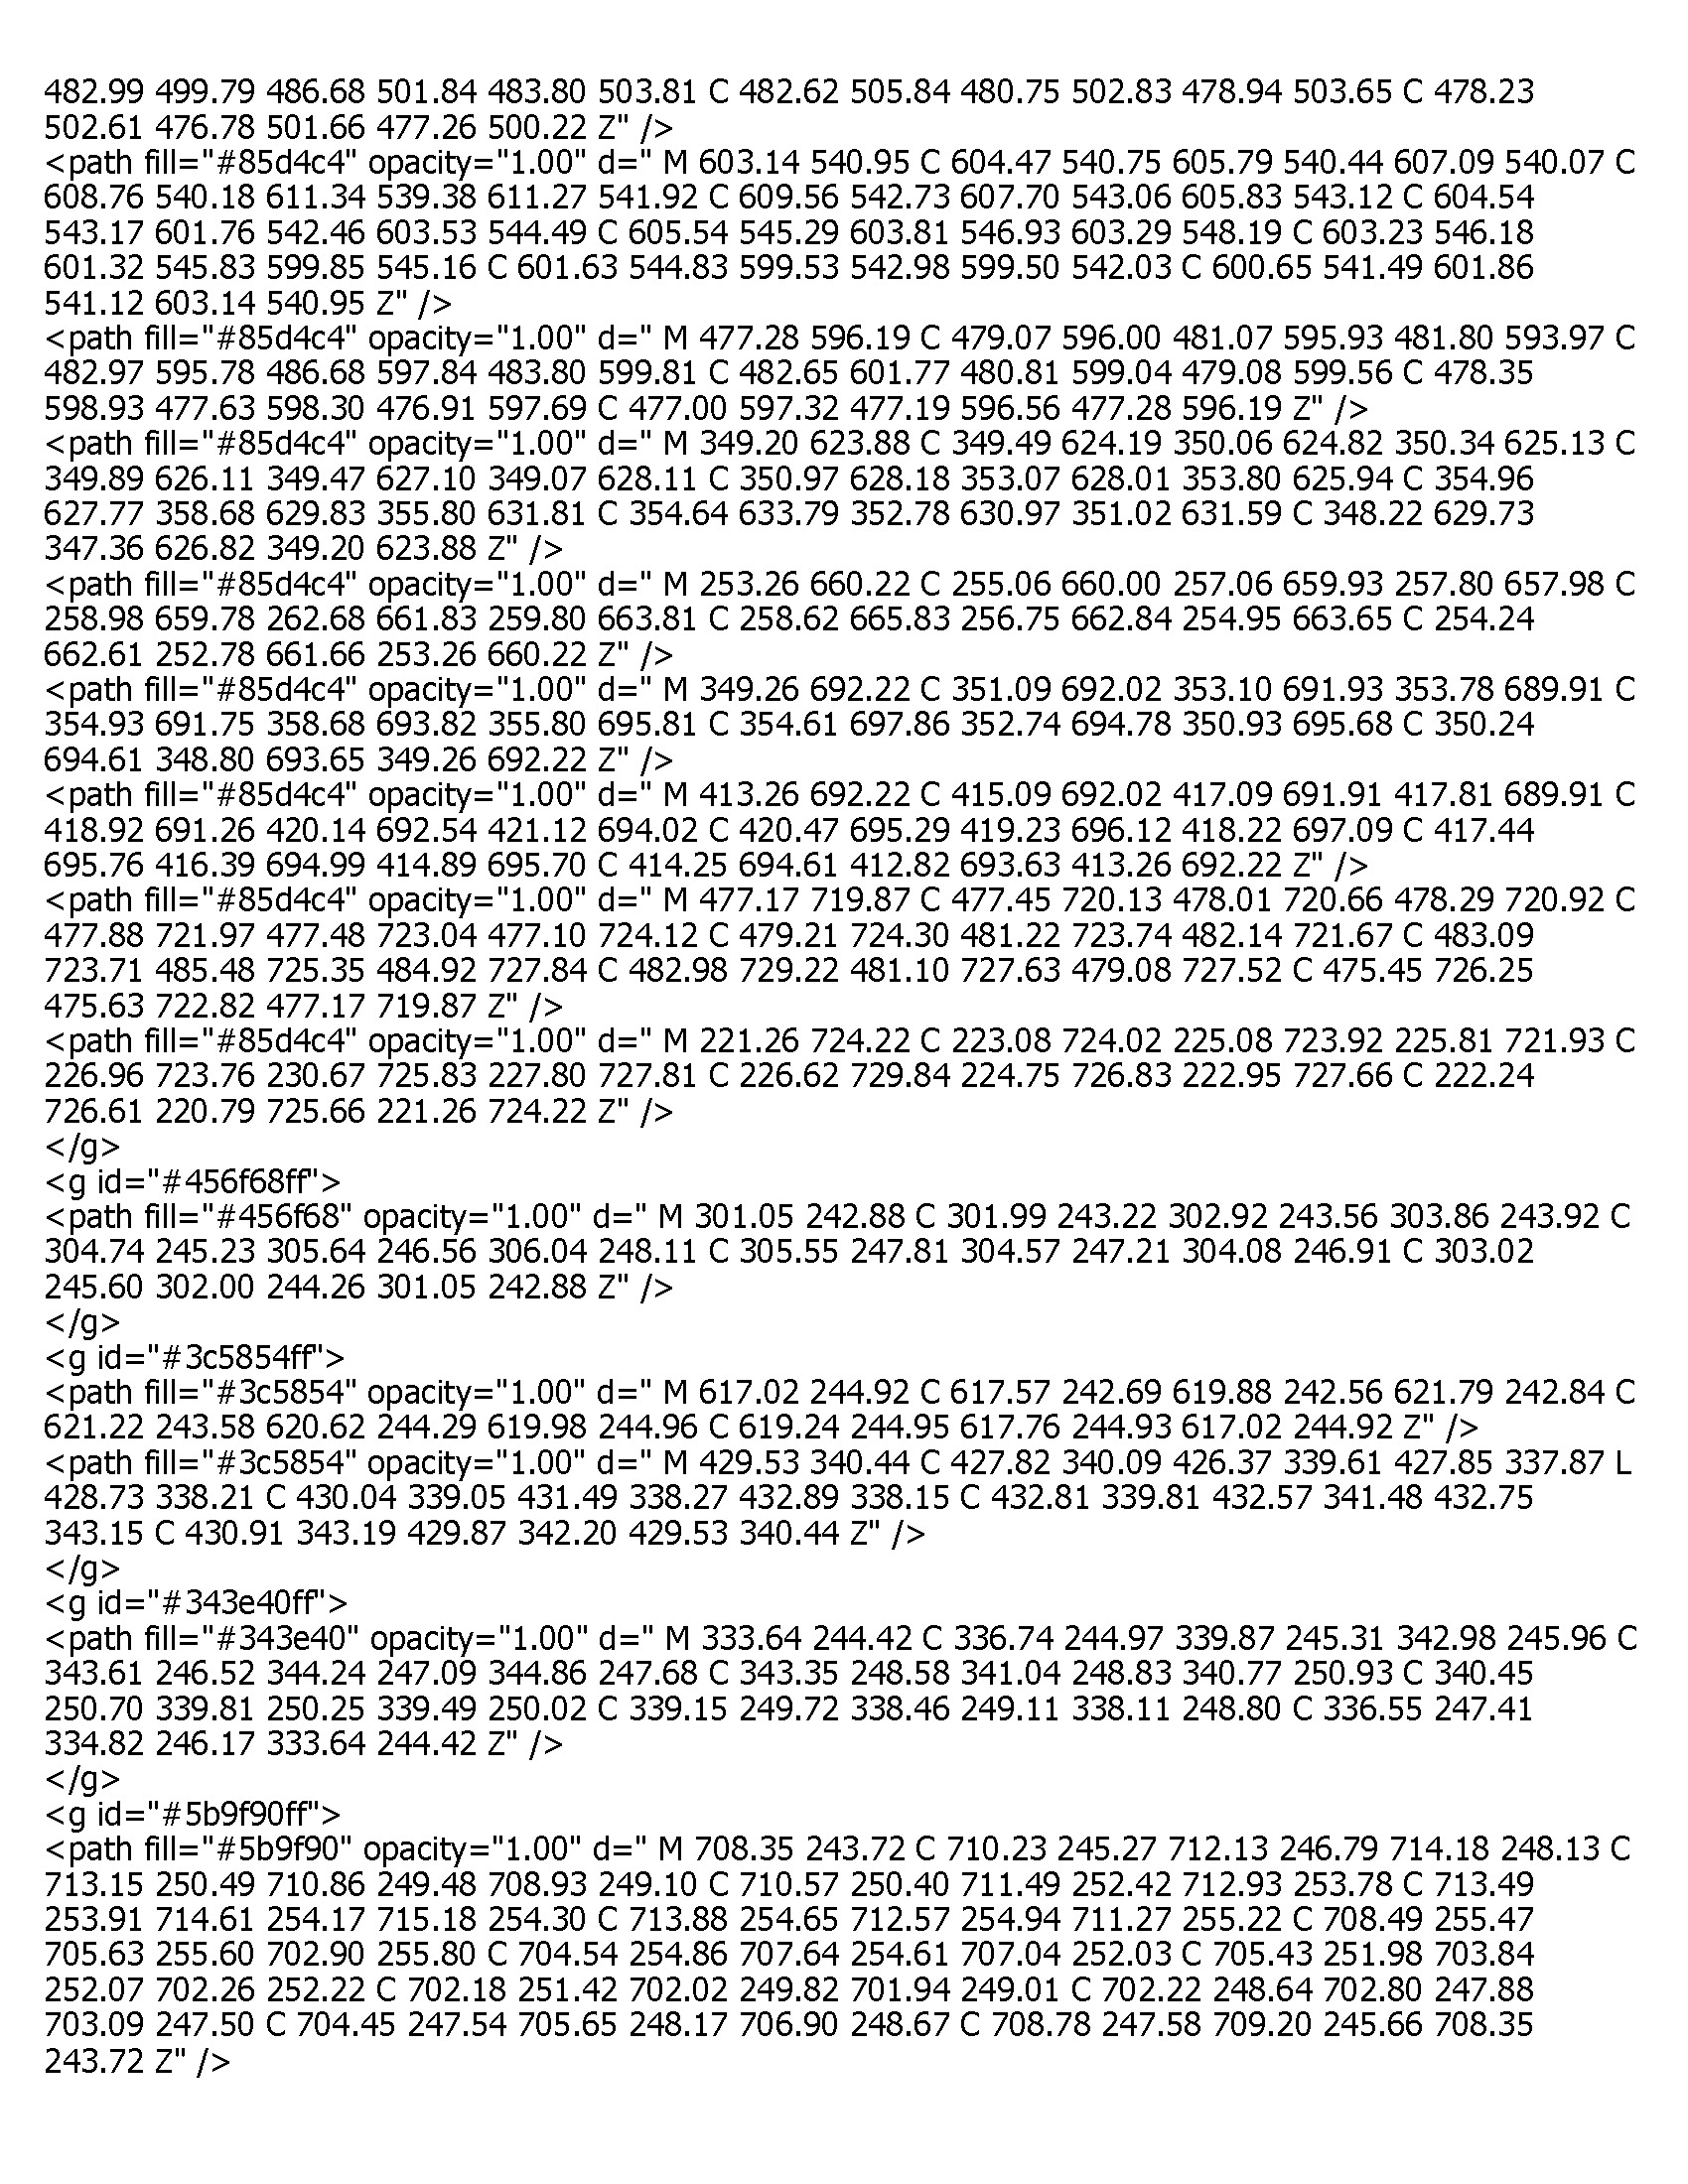 482.99 499.79 486.68 501.84 483.80 503.81 C 482.62 505.84 480.75 502.83 478.94 503.65 C 478.23
502.61 476.78 501.66 477.26 500.22 Z" />
<path fill="#85d4c4" opacity="1.00" d=" M 603.14 540.95 C 604.47 540.75 605.79 540.44 607.09 540.07 C
608.76 540.18 611.34 539.38 611.27 541.92 C 609.56 542.73 607.70 543.06 605.83 543.12 C 604.54
543.17 601.76 542.46 603.53 544.49 C 605.54 545.29 603.81 546.93 603.29 548.19 C 603.23 546.18
601.32 545.83 599.85 545.16 C 601.63 544.83 599.53 542.98 599.50 542.03 C 600.65 541.49 601.86
541.12 603.14 540.95 Z" />
<path fill="#85d4c4" opacity="1.00" d=" M 477.28 596.19 C 479.07 596.00 481.07 595.93 481.80 593.97 C
482.97 595.78 486.68 597.84 483.80 599.81 C 482.65 601.77 480.81 599.04 479.08 599.56 C 478.35
598.93 477.63 598.30 476.91 597.69 C 477.00 597.32 477.19 596.56 477.28 596.19 Z" />
<path fill="#85d4c4" opacity="1.00" d=" M 349.20 623.88 C 349.49 624.19 350.06 624.82 350.34 625.13 C
349.89 626.11 349.47 627.10 349.07 628.11 C 350.97 628.18 353.07 628.01 353.80 625.94 C 354.96
627.77 358.68 629.83 355.80 631.81 C 354.64 633.79 352.78 630.97 351.02 631.59 C 348.22 629.73
347.36 626.82 349.20 623.88 Z" />
<path fill="#85d4c4" opacity="1.00" d=" M 253.26 660.22 C 255.06 660.00 257.06 659.93 257.80 657.98 C
258.98 659.78 262.68 661.83 259.80 663.81 C 258.62 665.83 256.75 662.84 254.95 663.65 C 254.24
662.61 252.78 661.66 253.26 660.22 Z" />
<path fill="#85d4c4" opacity="1.00" d=" M 349.26 692.22 C 351.09 692.02 353.10 691.93 353.78 689.91 C
354.93 691.75 358.68 693.82 355.80 695.81 C 354.61 697.86 352.74 694.78 350.93 695.68 C 350.24
694.61 348.80 693.65 349.26 692.22 Z" />
<path fill="#85d4c4" opacity="1.00" d=" M 413.26 692.22 C 415.09 692.02 417.09 691.91 417.81 689.91 C
418.92 691.26 420.14 692.54 421.12 694.02 C 420.47 695.29 419.23 696.12 418.22 697.09 C 417.44
695.76 416.39 694.99 414.89 695.70 C 414.25 694.61 412.82 693.63 413.26 692.22 Z" />
<path fill="#85d4c4" opacity="1.00" d=" M 477.17 719.87 C 477.45 720.13 478.01 720.66 478.29 720.92 C
477.88 721.97 477.48 723.04 477.10 724.12 C 479.21 724.30 481.22 723.74 482.14 721.67 C 483.09
723.71 485.48 725.35 484.92 727.84 C 482.98 729.22 481.10 727.63 479.08 727.52 C 475.45 726.25
475.63 722.82 477.17 719.87 Z" />
<path fill="#85d4c4" opacity="1.00" d=" M 221.26 724.22 C 223.08 724.02 225.08 723.92 225.81 721.93 C
226.96 723.76 230.67 725.83 227.80 727.81 C 226.62 729.84 224.75 726.83 222.95 727.66 C 222.24
726.61 220.79 725.66 221.26 724.22 Z" />
</g>
<g id="#456f68ff">
<path fill="#456f68" opacity="1.00" d=" M 301.05 242.88 C 301.99 243.22 302.92 243.56 303.86 243.92 C
304.74 245.23 305.64 246.56 306.04 248.11 C 305.55 247.81 304.57 247.21 304.08 246.91 C 303.02
245.60 302.00 244.26 301.05 242.88 Z" />
</g>
<g id="#3c5854ff">
<path fill="#3c5854" opacity="1.00" d=" M 617.02 244.92 C 617.57 242.69 619.88 242.56 621.79 242.84 C
621.22 243.58 620.62 244.29 619.98 244.96 C 619.24 244.95 617.76 244.93 617.02 244.92 Z" />
<path fill="#3c5854" opacity="1.00" d=" M 429.53 340.44 C 427.82 340.09 426.37 339.61 427.85 337.87 L
428.73 338.21 C 430.04 339.05 431.49 338.27 432.89 338.15 C 432.81 339.81 432.57 341.48 432.75
343.15 C 430.91 343.19 429.87 342.20 429.53 340.44 Z" />
</g>
<g id="#343e40ff">
<path fill="#343e40" opacity="1.00" d=" M 333.64 244.42 C 336.74 244.97 339.87 245.31 342.98 245.96 C
343.61 246.52 344.24 247.09 344.86 247.68 C 343.35 248.58 341.04 248.83 340.77 250.93 C 340.45
250.70 339.81 250.25 339.49 250.02 C 339.15 249.72 338.46 249.11 338.11 248.80 C 336.55 247.41
334.82 246.17 333.64 244.42 Z" />
</g>
<g id="#5b9f90ff">
<path fill="#5b9f90" opacity="1.00" d=" M 708.35 243.72 C 710.23 245.27 712.13 246.79 714.18 248.13 C
713.15 250.49 710.86 249.48 708.93 249.10 C 710.57 250.40 711.49 252.42 712.93 253.78 C 713.49
253.91 714.61 254.17 715.18 254.30 C 713.88 254.65 712.57 254.94 711.27 255.22 C 708.49 255.47
705.63 255.60 702.90 255.80 C 704.54 254.86 707.64 254.61 707.04 252.03 C 705.43 251.98 703.84
252.07 702.26 252.22 C 702.18 251.42 702.02 249.82 701.94 249.01 C 702.22 248.64 702.80 247.88
703.09 247.50 C 704.45 247.54 705.65 248.17 706.90 248.67 C 708.78 247.58 709.20 245.66 708.35
243.72 Z" />